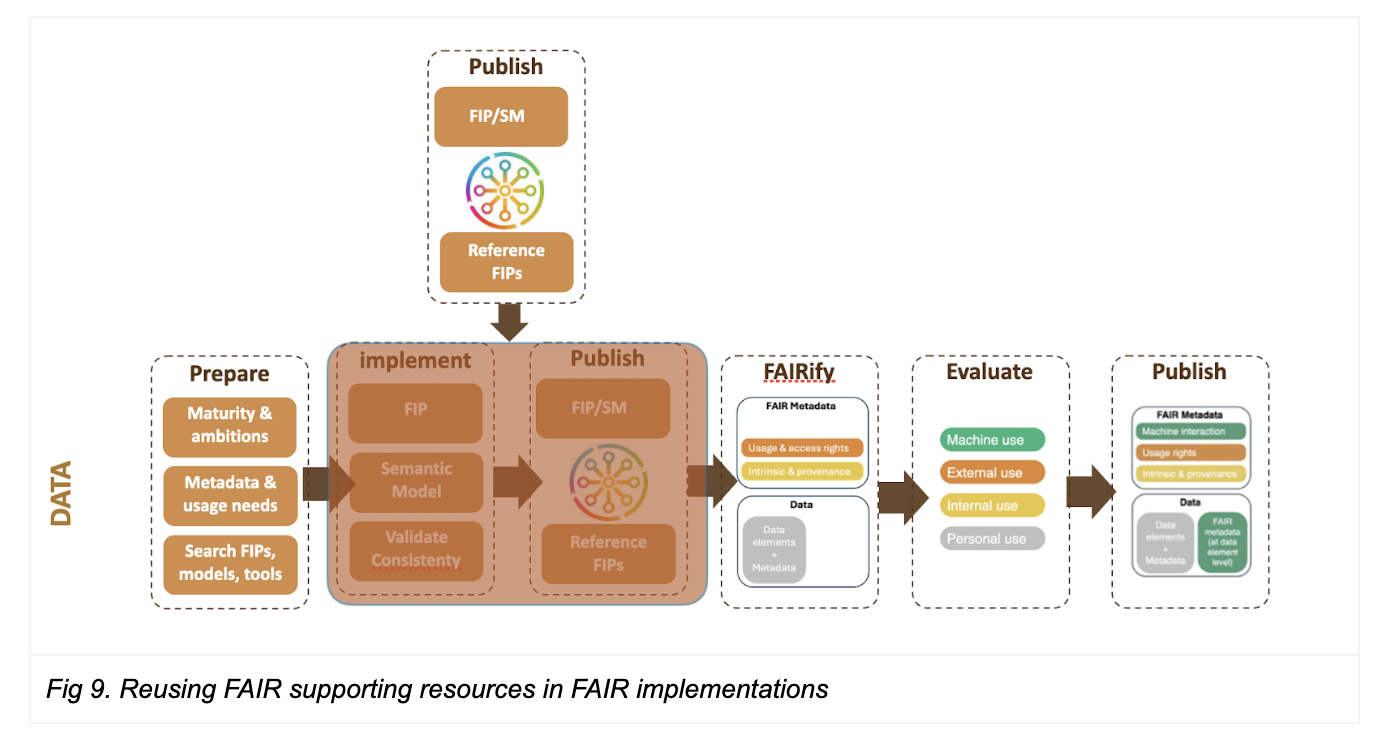 Publish
FIP/SM
Reference
FIPs
DATA
Prepare
Maturity &
ambitions
Metadata &
usage needs
Search FIPs,
models, tools
implement
FIP
Semantic
Model
Validate
Consistenty
Publish
FIP/SM
Reference
FIPs
FAIRify
FAIR Metadata
Usage & access rights
Intrinsic & provenance
Data
Data
elements
+
Metadata
Evaluate
Machine use
External use
Internal use
Personal use
Publish
FAIR Metadata
Machine interaction
Usage rights
Intrinsic & provenance
Data
Data
elements
+
Metadata
FAIR
metadata
(at data
element
level)
Fig 9. Reusing FAIR supporting resources in FAIR implementations